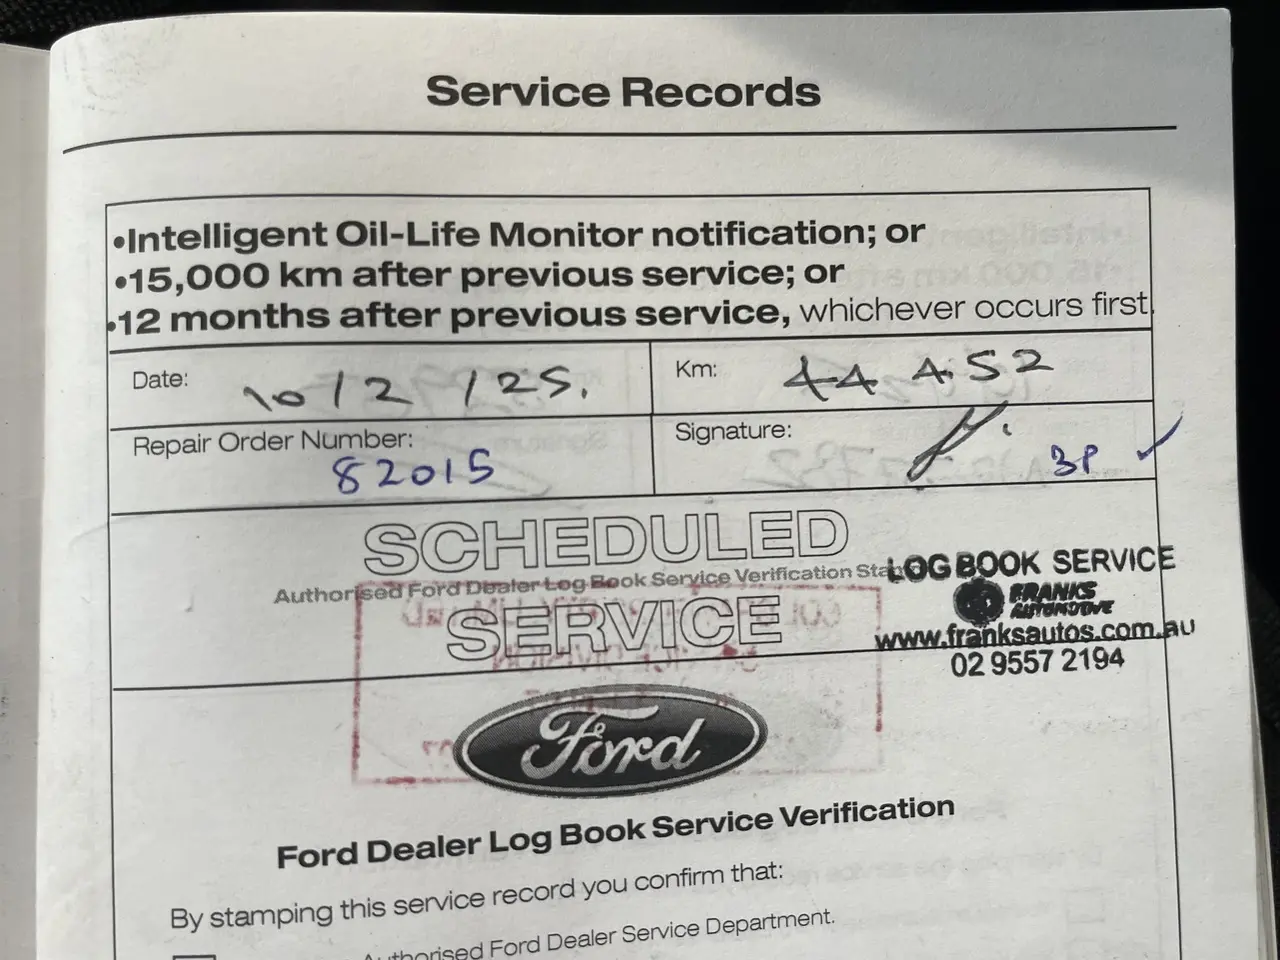 Service Records
•Intelligent Oil-Life Monitor notification; or
•15,000 km after previous service; or
•12 months after previous service, whichever occurs first.
Date: 10/2/25.
Km: 44 452
Repair Order Number: 82015
Signature:
3P
SCHEDULED
Authorised Ford Dealer Log Book Service Verification
SERVICE
LOG BOOK SERVICE
FRANKS
AUTOMOTIVE
www.franksautos.com.au
02 9557 2194
Ford
Ford Dealer Log Book Service Verification
By stamping this service record you confirm that:
Authorised Ford Dealer Service Department.